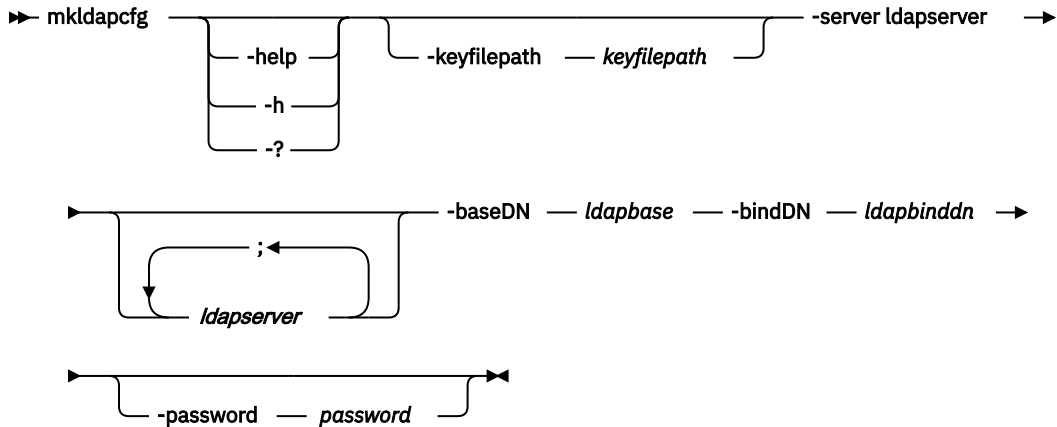 mkldapcfg -server ldapserver
-help -keyfilepath keyfilepath
-h
-?
-baseDN ldapbase -bindDN ldapbinddn
;
ldapserver
-password password